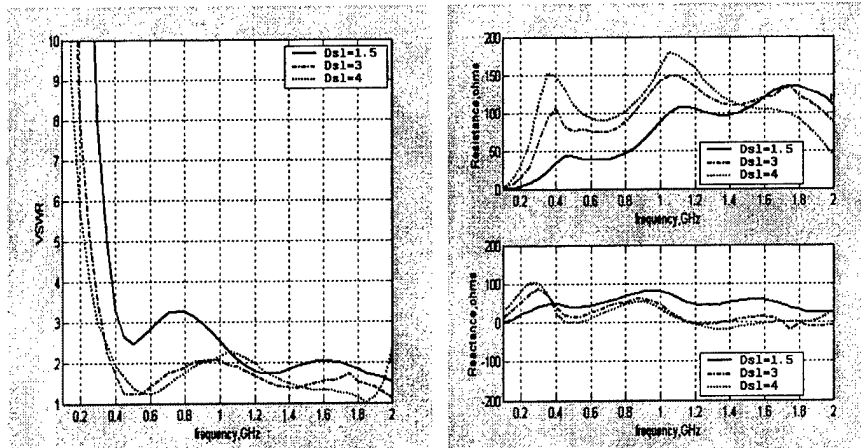 10
9
8
7
6
5
4
3
2
1
VSWR
Dsl=1.5
Dsl=3
Dsl=4
0.2 0.4 0.6 0.8 1 1.2 1.4 1.6 1.8 2
frequency,GHz
200
150
100
50
0
Resistance,ohms
Dsl=1.5
Dsl=3
Dsl=4
0.2 0.4 0.6 0.8 1 1.2 1.4 1.6 1.8 2
frequency,GHz
200
100
0
-100
-200
Reactance,ohms
Dsl=1.5
Dsl=3
Dsl=4
0.2 0.4 0.6 0.8 1 1.2 1.4 1.6 1.8 2
frequency,GHz